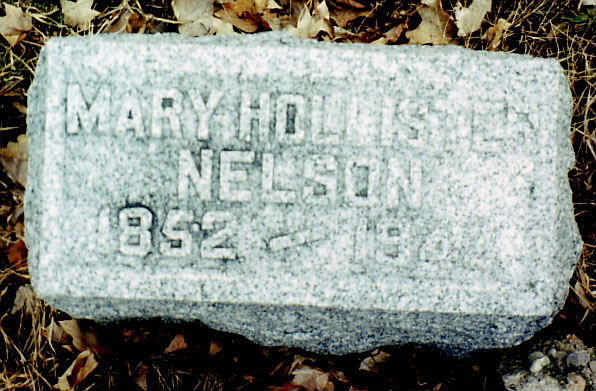 MARY HOLLISTER
NELSON
1852 –